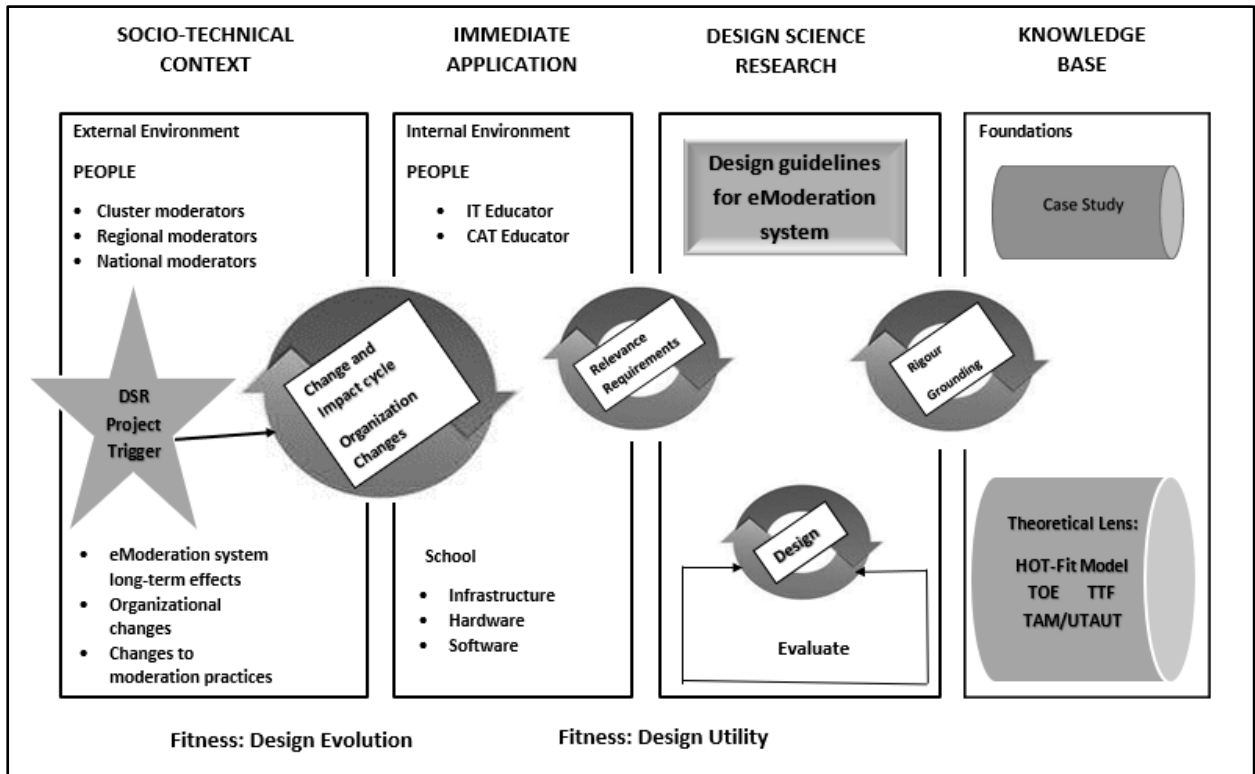 SOCIO-TECHNICAL
CONTEXT
IMMEDIATE
APPLICATION
DESIGN SCIENCE
RESEARCH
KNOWLEDGE
BASE
External Environment
PEOPLE
• Cluster moderators
• Regional moderators
• National moderators
DSR
Project
Trigger
• eModeration system
long-term effects
• Organizational
changes
• Changes to
moderation practices
Change and
Impact cycle
Organization
Changes
Internal Environment
PEOPLE
• IT Educator
• CAT Educator
School
• Infrastructure
• Hardware
• Software
Relevance
Requirements
Design guidelines
for eModeration
system
Design
Evaluate
Rigour
Grounding
Foundations
Case Study
Theoretical Lens:
HOT-Fit Model
TOE TTF
TAM/UTAUT
Fitness: Design Evolution
Fitness: Design Utility